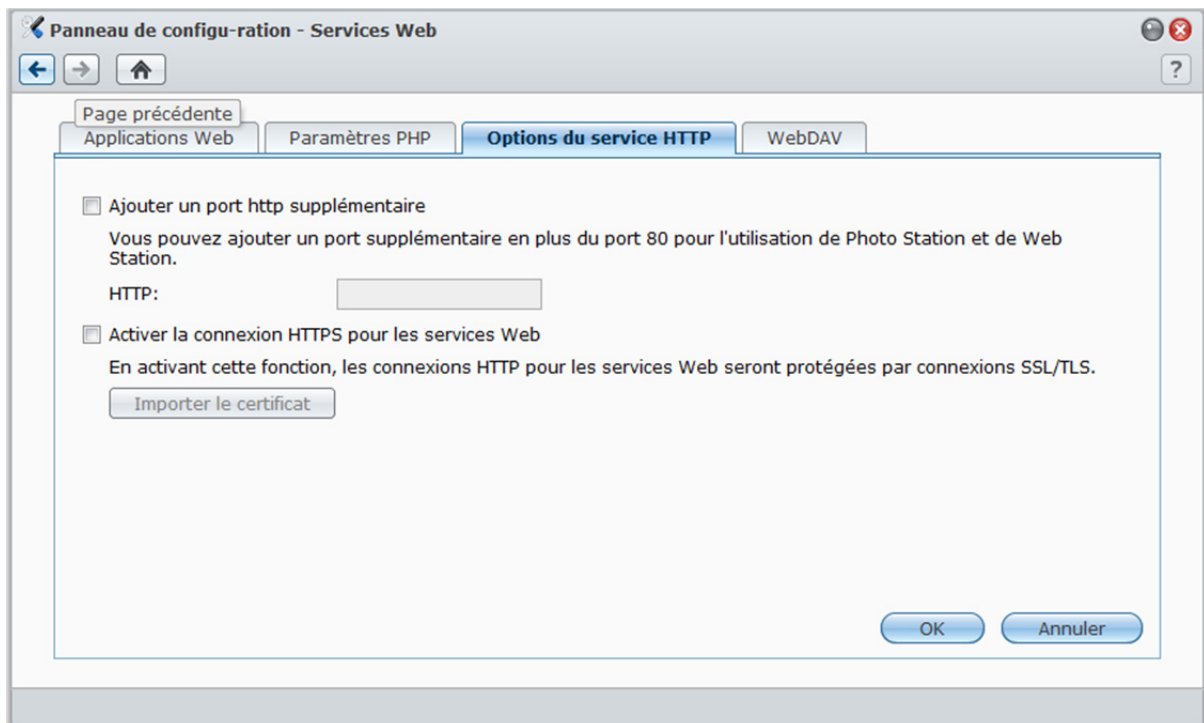 Panneau de configu-ration - Services Web
?
Page précédente
Applications Web
Paramètres PHP
Options du service HTTP
WebDAV
Ajouter un port http supplémentaire
Vous pouvez ajouter un port supplémentaire en plus du port 80 pour l'utilisation de Photo Station et de Web
Station.
HTTP:
Activer la connexion HTTPS pour les services Web
En activant cette fonction, les connexions HTTP pour les services Web seront protégées par connexions SSL/TLS.
Importer le certificat
OK
Annuler